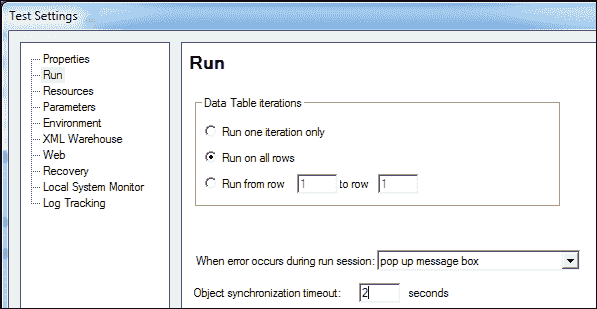 Test Settings
Properties
Run
Resources
Parameters
Environment
XML Warehouse
Web
Recovery
Local System Monitor
Log Tracking
Run
Data Table iterations
Run one iteration only
Run on all rows
Run from row 1 to row 1
When error occurs during run session: pop up message box
Object synchronization timeout: 2 seconds